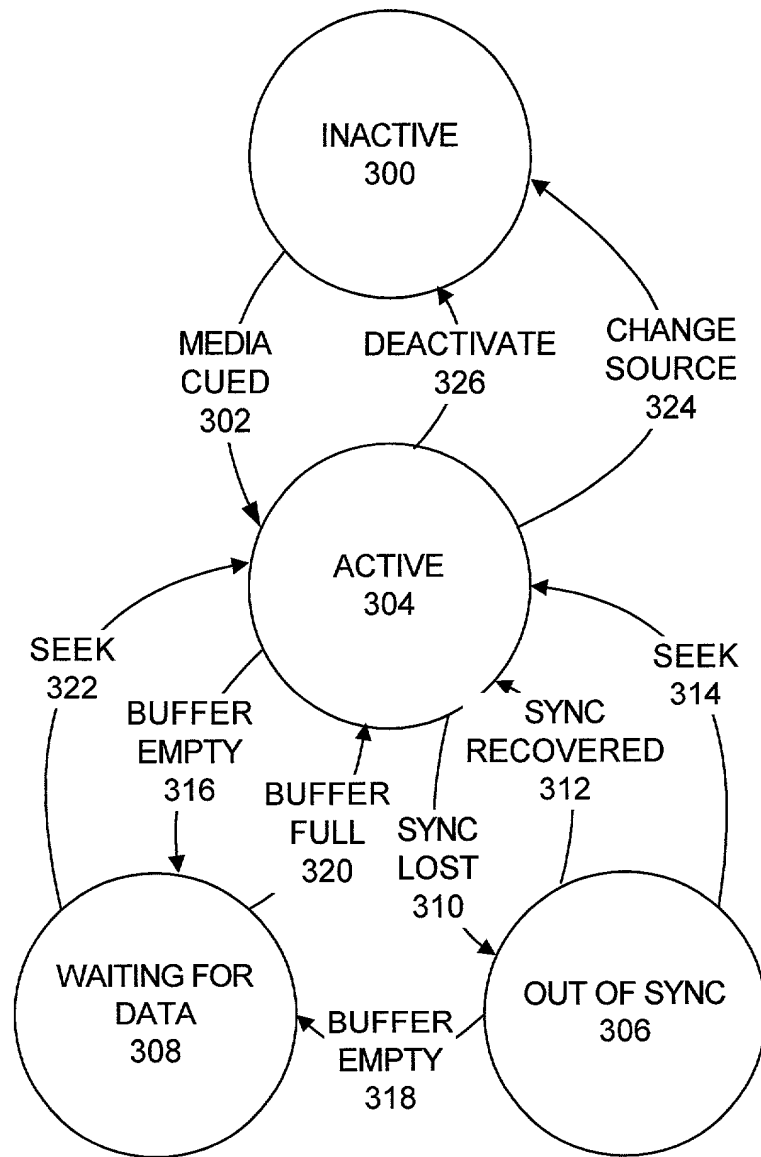 INACTIVE
300
MEDIA
CUED
302
DEACTIVATE
326
CHANGE
SOURCE
324
ACTIVE
304
SEEK
322
BUFFER
EMPTY
316
BUFFER
FULL
320
SYNC
LOST
310
SYNC
RECOVERED
312
SEEK
314
WAITING FOR
DATA
308
BUFFER
EMPTY
318
OUT OF SYNC
306